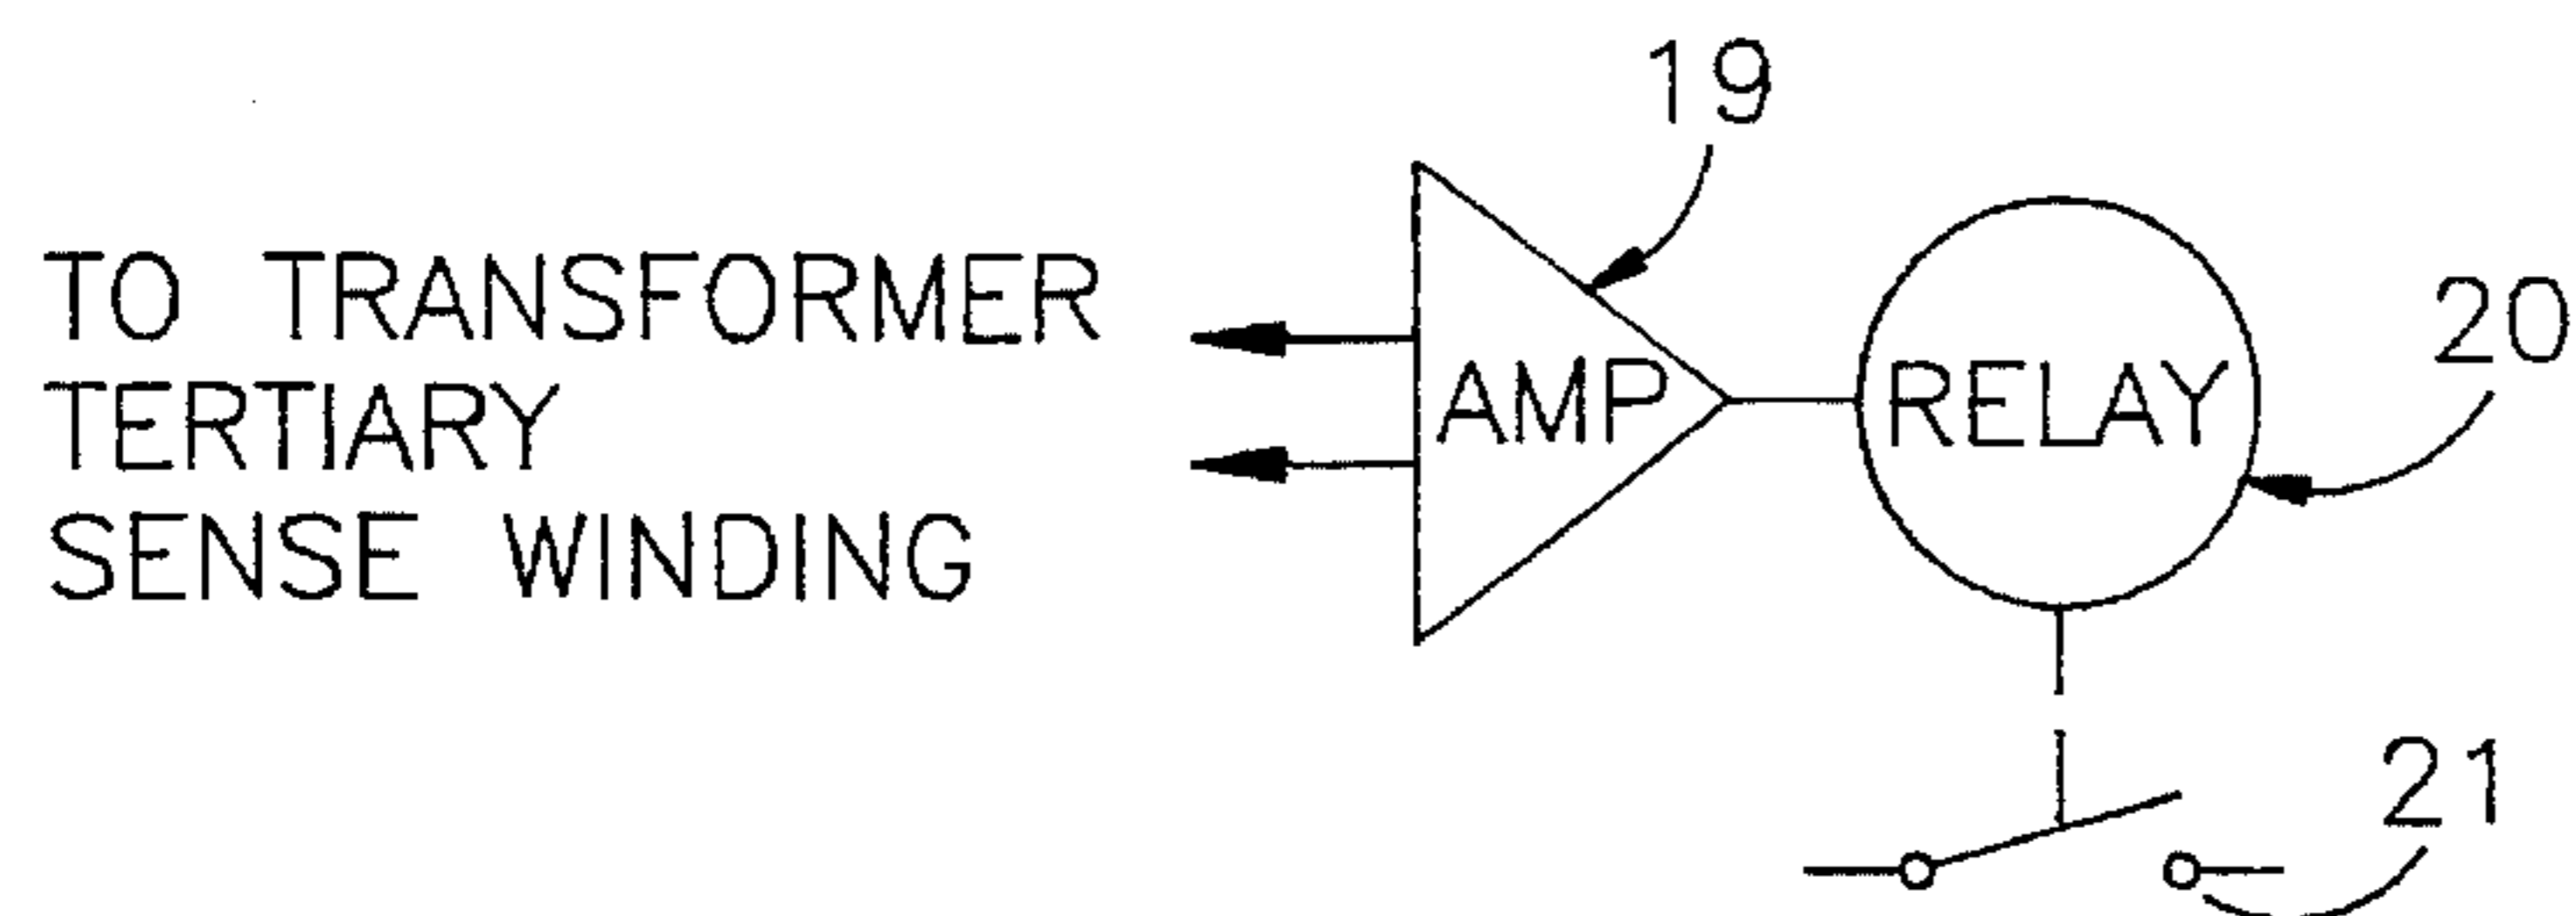 19
TO TRANSFORMER
TERTIARY
SENSE WINDING
AMP
RELAY
20
21